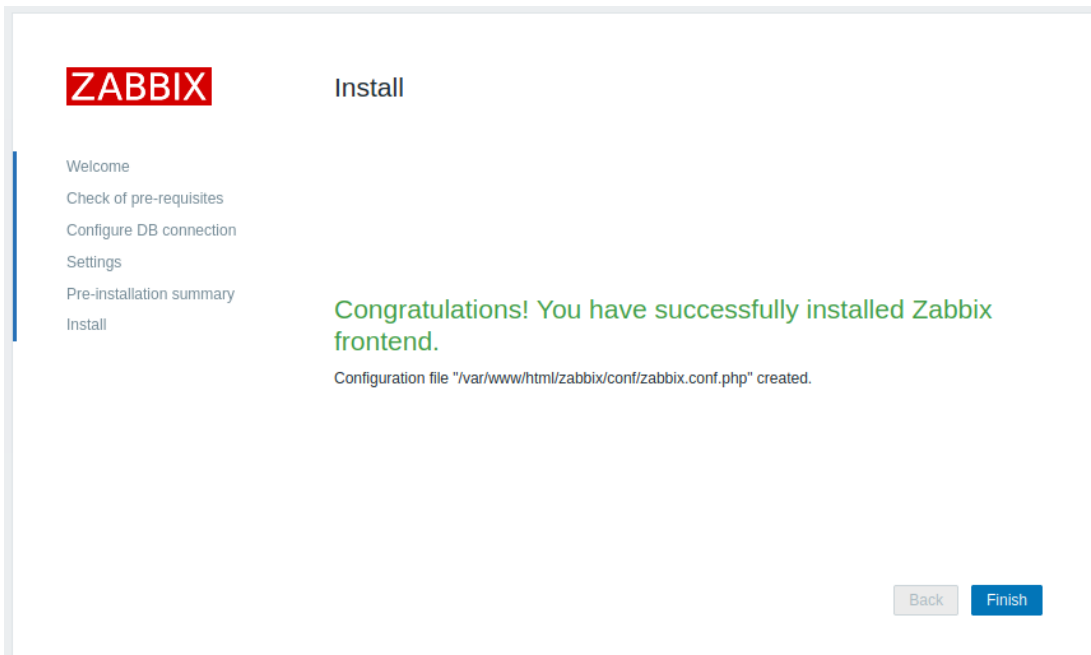 ZABBIX
Install
Welcome
Check of pre-requisites
Configure DB connection
Settings
Pre-installation summary
Install
Congratulations! You have successfully installed Zabbix
frontend.
Configuration file "/var/www/html/zabbix/conf/zabbix.conf.php" created.
Back
Finish